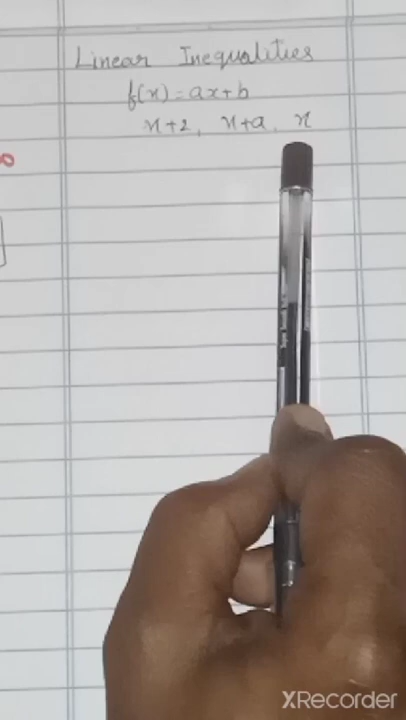 Linear Inequalities
f(x) = ax+b
x+2, x+a, x
XRecorder